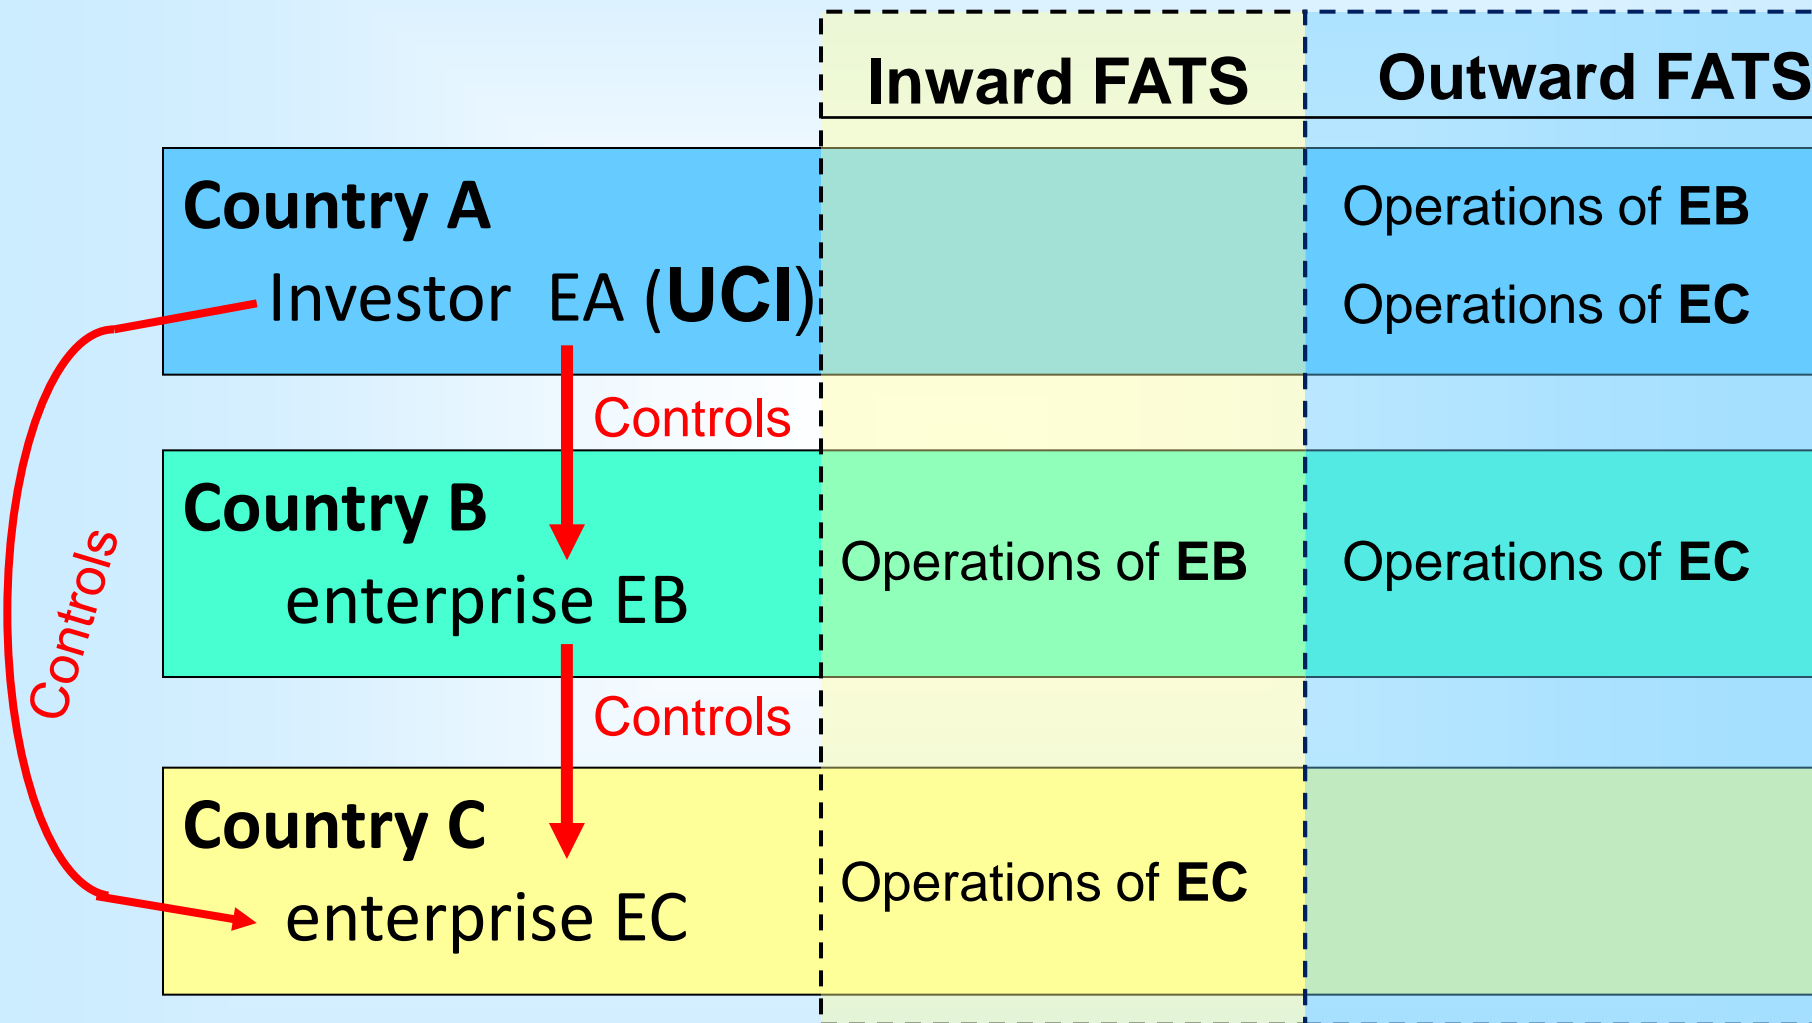 Inward FATS
Outward FATS
Country A
Operations of EB
Investor EA (UCI)
Operations of EC
Controls
Country B
Operations of EB
Operations of EC
enterprise EB
Controls
Controls
Country C
Operations of EC
enterprise EC